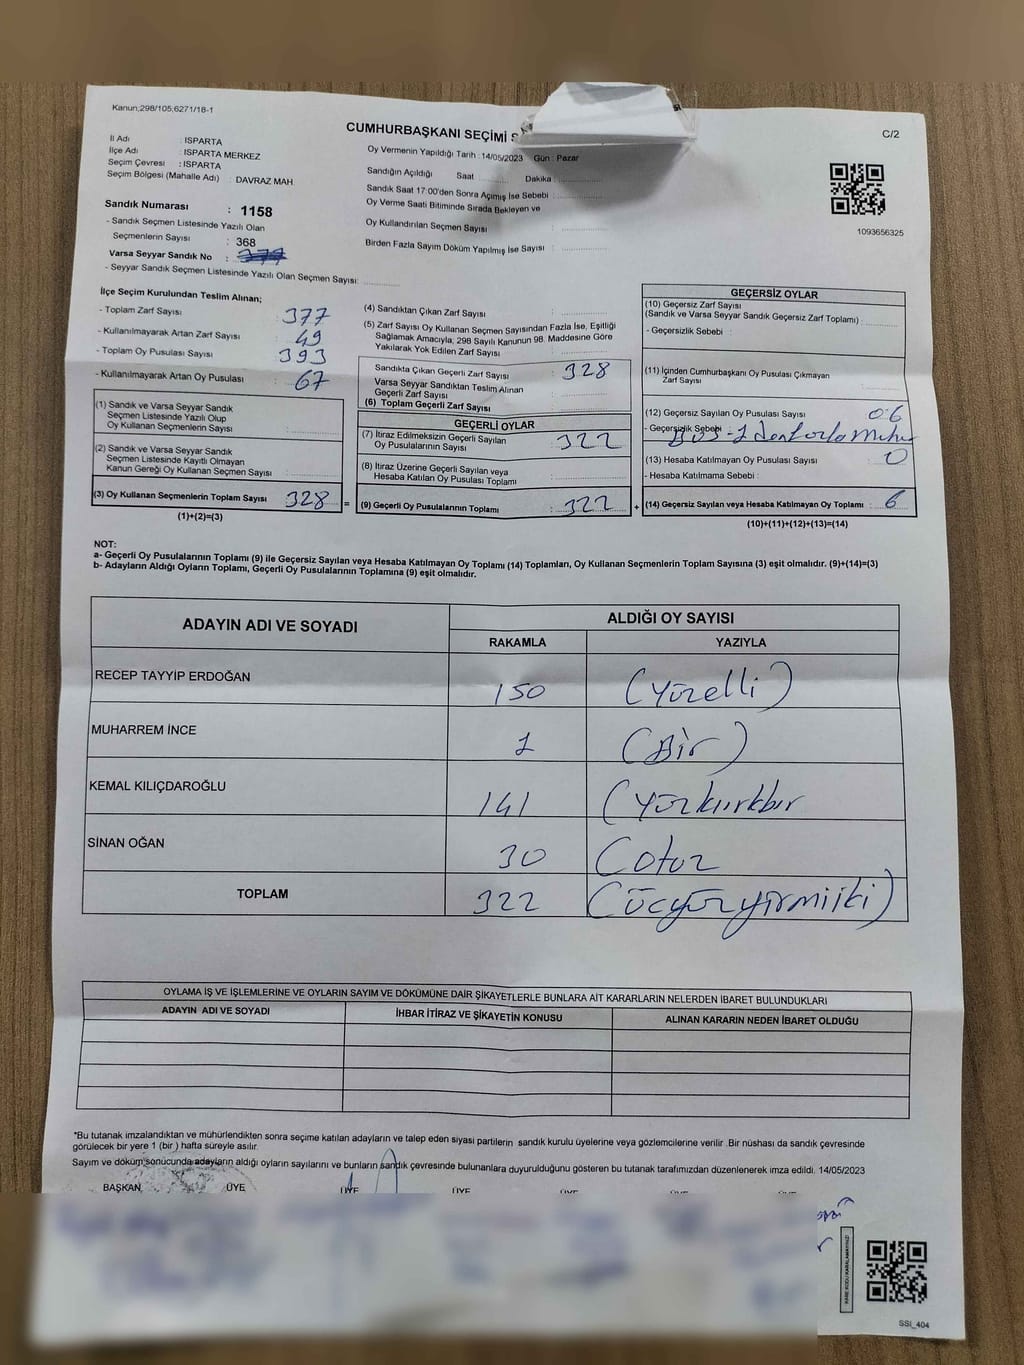 Kanun;298/105;6271/18-1
CUMHURBAŞKANI SEÇİMİ
C/2
İl Adı : ISPARTA
İlçe Adı : ISPARTA MERKEZ
Seçim Çevresi : ISPARTA
Seçim Bölgesi (Mahalle Adı) : DAVRAZ MAH.
Sandık Numarası : 1158
- Sandık Seçmen Listesinde Yazılı Olan
Seçmenlerin Sayısı : 368
Varsa Seyyar Sandık No :
- Seyyar Sandık Seçmen Listesinde Yazılı Olan Seçmen Sayısı:
Oy Vermenin Yapıldığı Tarih : 14/05/2023 Gün : Pazar
Sandığın Açıldığı Saat Dakika
Sandık Saat 17:00'den Sonra Açımış İse Sebebi :
Oy Verme Saati Bitiminde Sırada Bekleyen ve
Oy Kullandırılan Seçmen Sayısı :
Birden Fazla Sayım Döküm Yapılmış İse Sayısı :
1093656325
İlçe Seçim Kurulundan Teslim Alınan;
- Toplam Zarf Sayısı : 377
- Kullanılmayarak Artan Zarf Sayısı : 49
- Toplam Oy Pusulası Sayısı : 393
- Kullanılmayarak Artan Oy Pusulası : 67
(1) Sandık ve Varsa Seyyar Sandık
Seçmen Listesinde Yazılı Olup
Oy Kullanan Seçmenlerin Sayısı :
(2) Sandık ve Varsa Seyyar Sandık
Seçmen Listesinde Kayıtlı Olmayan
Kanun Gereği Oy Kullanan Seçmen Sayısı :
(3) Oy Kullanan Seçmenlerin Toplam Sayısı : 328 =
(1)+(2)=(3)
(4) Sandıktan Çıkan Zarf Sayısı :
(5) Zarf Sayısı Oy Kullanan Seçmen Sayısından Fazla İse, Eşitliği
Sağlamak Amacıyla, 298 Sayılı Kanunun 98. Maddesine Göre
Yakılarak Yok Edilen Zarf Sayısı :
Sandıkta Çıkan Geçerli Zarf Sayısı : 328
Varsa Seyyar Sandıktan Teslim Alınan
Geçerli Zarf Sayısı :
(6) Toplam Geçerli Zarf Sayısı :
GEÇERLİ OYLAR
(7) İtiraz Edilmeksizin Geçerli Sayılan
Oy Pusulalarının Sayısı : 322
(8) İtiraz Üzerine Geçerli Sayılan veya
Hesaba Katılan Oy Pusulası Toplamı :
(9) Geçerli Oy Pusulalarının Toplamı : 322 +
GEÇERSİZ OYLAR
(10) Geçersiz Zarf Sayısı
(Sandık ve Varsa Seyyar Sandık Geçersiz Zarf Toplamı) :
- Geçersizlik Sebebi :
(11) İçinden Cumhurbaşkanı Oy Pusulası Çıkmayan
Zarf Sayısı :
(12) Geçersiz Sayılan Oy Pusulası Sayısı : 06
- Geçersizlik Sebebi
(13) Hesaba Katılmayan Oy Pusulası Sayısı : 0
- Hesaba Katılmama Sebebi :
(14) Geçersiz Sayılan veya Hesaba Katılmayan Oy Toplamı : 6
(10)+(11)+(12)+(13)=(14)
NOT:
a- Geçerli Oy Pusulalarının Toplamı (9) ile Geçersiz Sayılan veya Hesaba Katılmayan Oy Toplamı (14) Toplamları, Oy Kullanan Seçmenlerin Toplam Sayısına (3) eşit olmalıdır. (9)+(14)=(3)
b- Adayların Aldığı Oyların Toplamı, Geçerli Oy Pusulalarının Toplamına (9) eşit olmalıdır.
ADAYIN ADI VE SOYADI ALDIĞI OY SAYISI
RAKAMLA YAZIYLA
RECEP TAYYİP ERDOĞAN 150 (Yüzelli)
MUHARREM İNCE 1 (Bir)
KEMAL KILIÇDAROĞLU 141 (Yüzkırkbir
SİNAN OĞAN 30 (otuz
TOPLAM 322 (Üçyüzyirmiiki)
OYLAMA İŞ VE İŞLEMLERİNE VE OYLARIN SAYIM VE DÖKÜMÜNE DAİR ŞİKAYETLERLE BUNLARA AİT KARARLARIN NELERDEN İBARET BULUNDUKLARI
ADAYIN ADI VE SOYADI İHBAR İTİRAZ VE ŞİKAYETİN KONUSU ALINAN KARARIN NEDEN İBARET OLDUĞU
*Bu tutanak imzalandıktan ve mühürlendikten sonra seçime katılan adayların ve talep eden siyasi partilerin sandık kurulu üyelerine veya gözlemcilerine verilir .Bir nüshası da sandık çevresinde
görülecek bir yere 1 (bir ) hafta süreyle asılır.
Sayım ve döküm sonucunda adayların aldığı oyların sayılarını ve bunların sandık çevresinde bulunanlara duyurulduğunu gösteren bu tutanak tarafımızdan düzenlenerek imza edildi. 14/05/2023
BAŞKAN ÜYE ÜYE ÜYE ÜYE ÜYE ÜYE
KARE KODU KARALAMAYINIZ!
SSİ_404